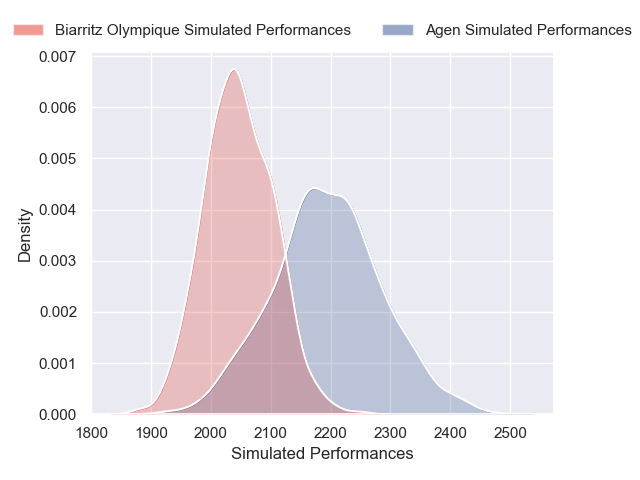 Biarritz Olympique Simulated Performances Agen Simulated Performances
0.007
0.006
0.005
0.004
0.003
0.002
0.001
0.000
Density
1800 1900 2000 2100 2200 2300 2400 2500
Simulated Performances